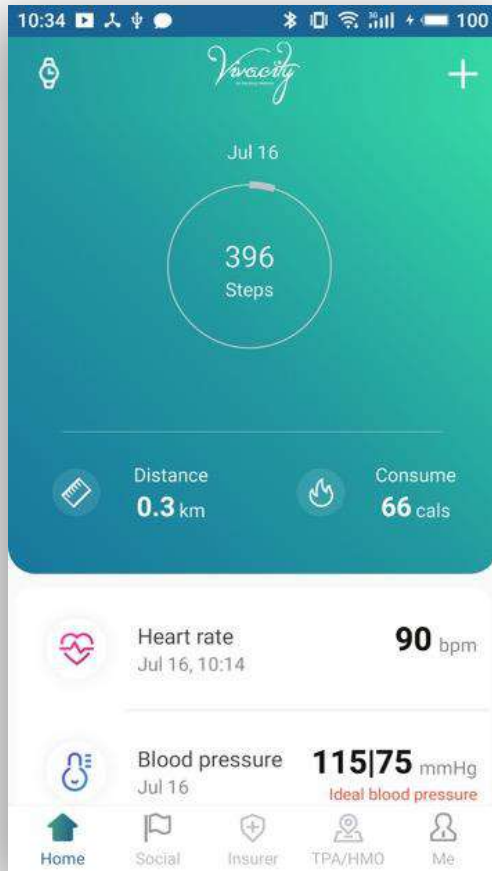 10:34 100
Vivacity
Jul 16
396
Steps
Distance Consume
0.3 km 66 cals
Heart rate 90 bpm
Jul 16, 10:14
Blood pressure 115|75 mmHg
Jul 16 Ideal blood pressure
Home Social Insurer TPA/HMO Me